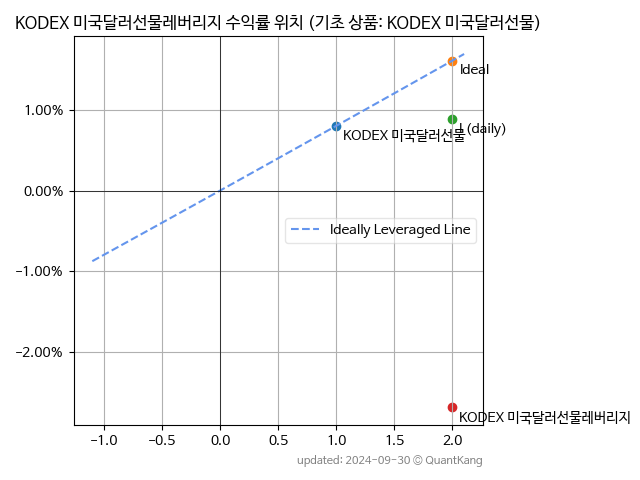 KODEX 미국달러선물레버리지 수익률 위치 (기초 상품: KODEX 미국달러선물)
Ideal
1.00%
(daily)
KODEX 미국달러선물
0.00%
Ideally Leveraged Line
-1.00%
-2.00%
KODEX 미국달러선물레버리지
-1.0 -0.5 0.0 0.5 1.0 1.5 2.0
updated: 2024-09-30 © QuantKang